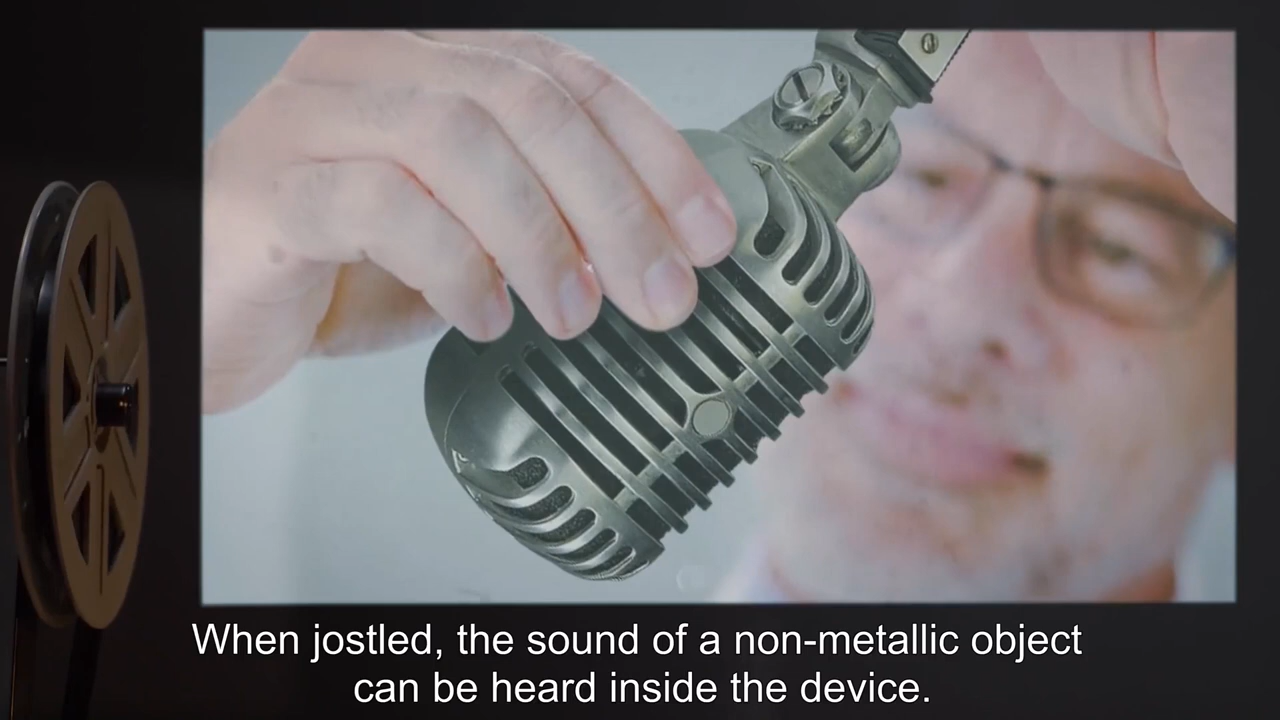 When jostled, the sound of a non-metallic object
can be heard inside the device.